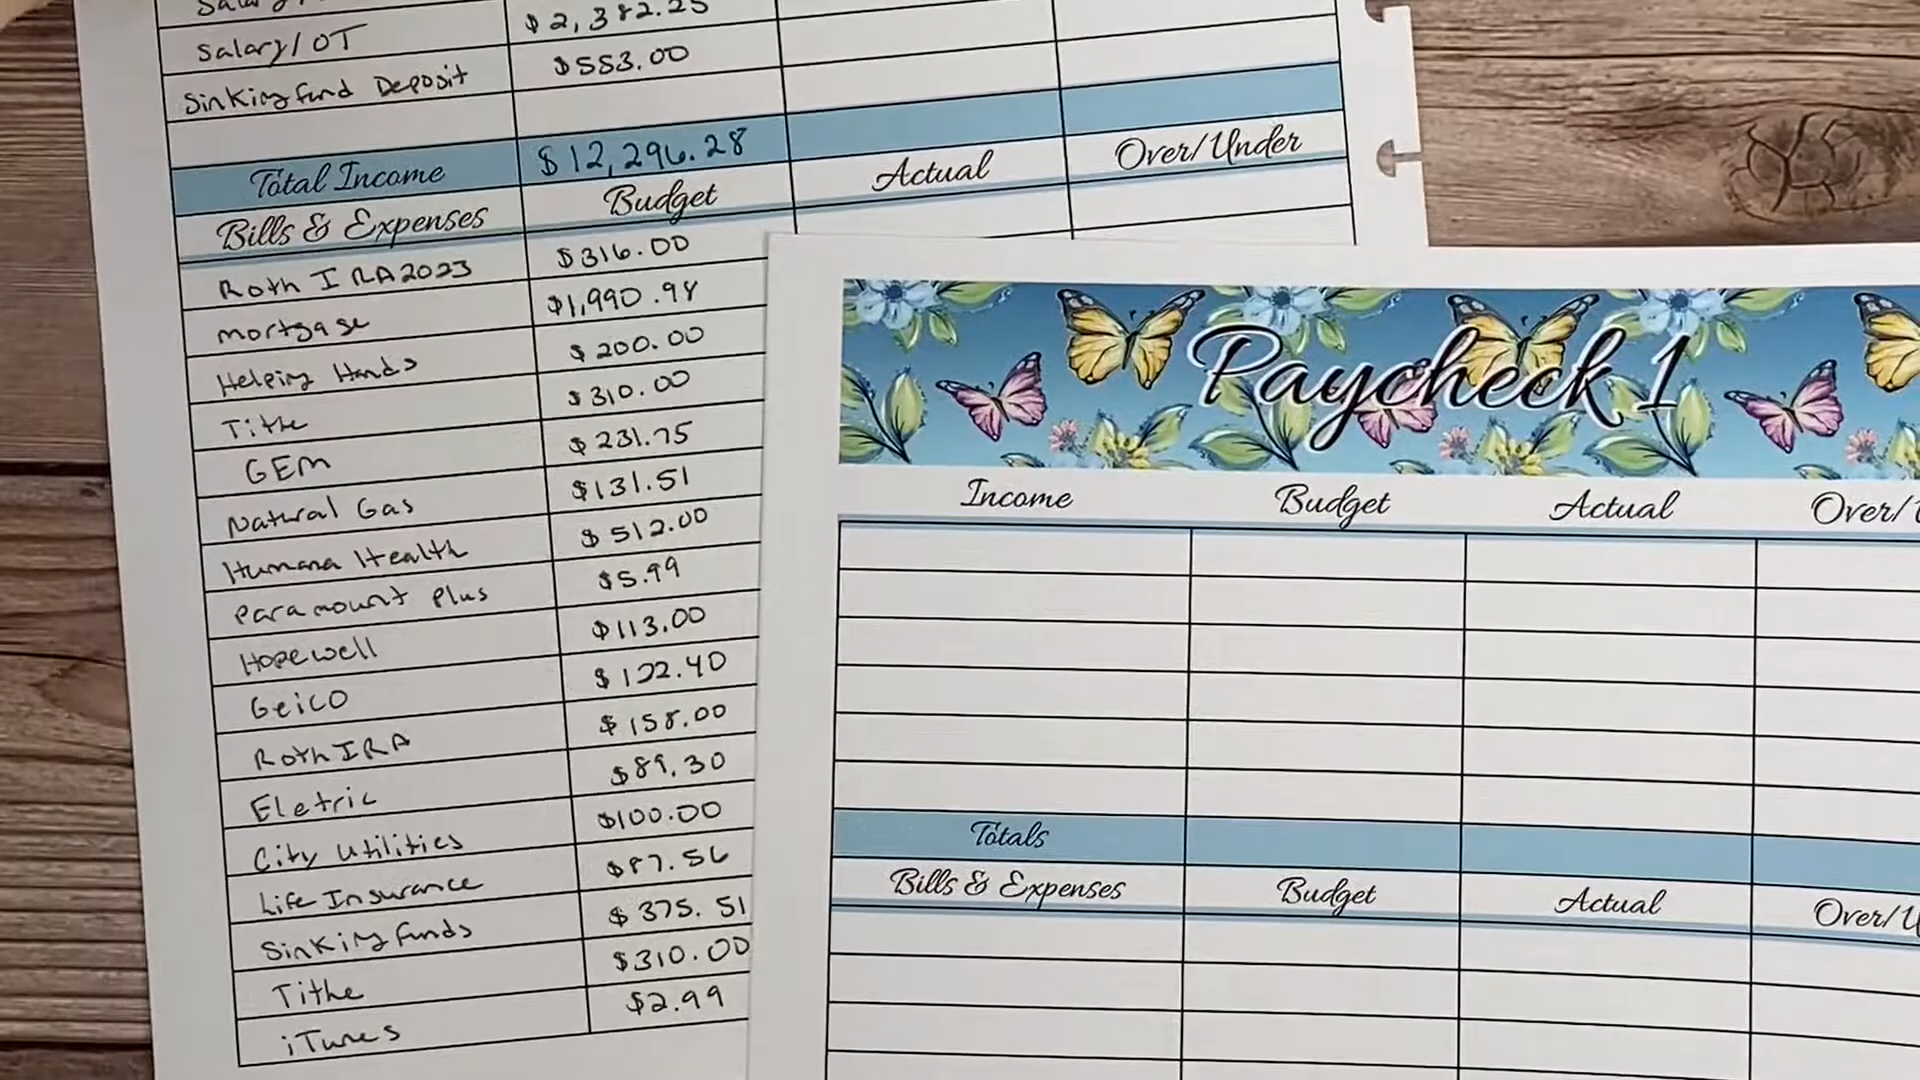 Salary/OT $2,382.25
Sinking fund Deposit $553.00
Total Income $12,296.28
Bills & Expenses Budget Actual Over/Under
Roth IRA 2023 $316.00
mortgage $1,990.98
Helping Hands $200.00
Tithe $310.00
GEM $231.75
Natural Gas $131.51
Humana Health $512.00
Paramount Plus $5.99
Hopewell $113.00
Geico $122.40
Roth IRA $158.00
Eletric $89.30
City Utilities $100.00
Life Insurance $87.56
Sinking funds $375.51
Tithe $310.00
iTunes $2.99
Paycheck 1
Income Budget Actual Over/
Totals
Bills & Expenses Budget Actual Over/